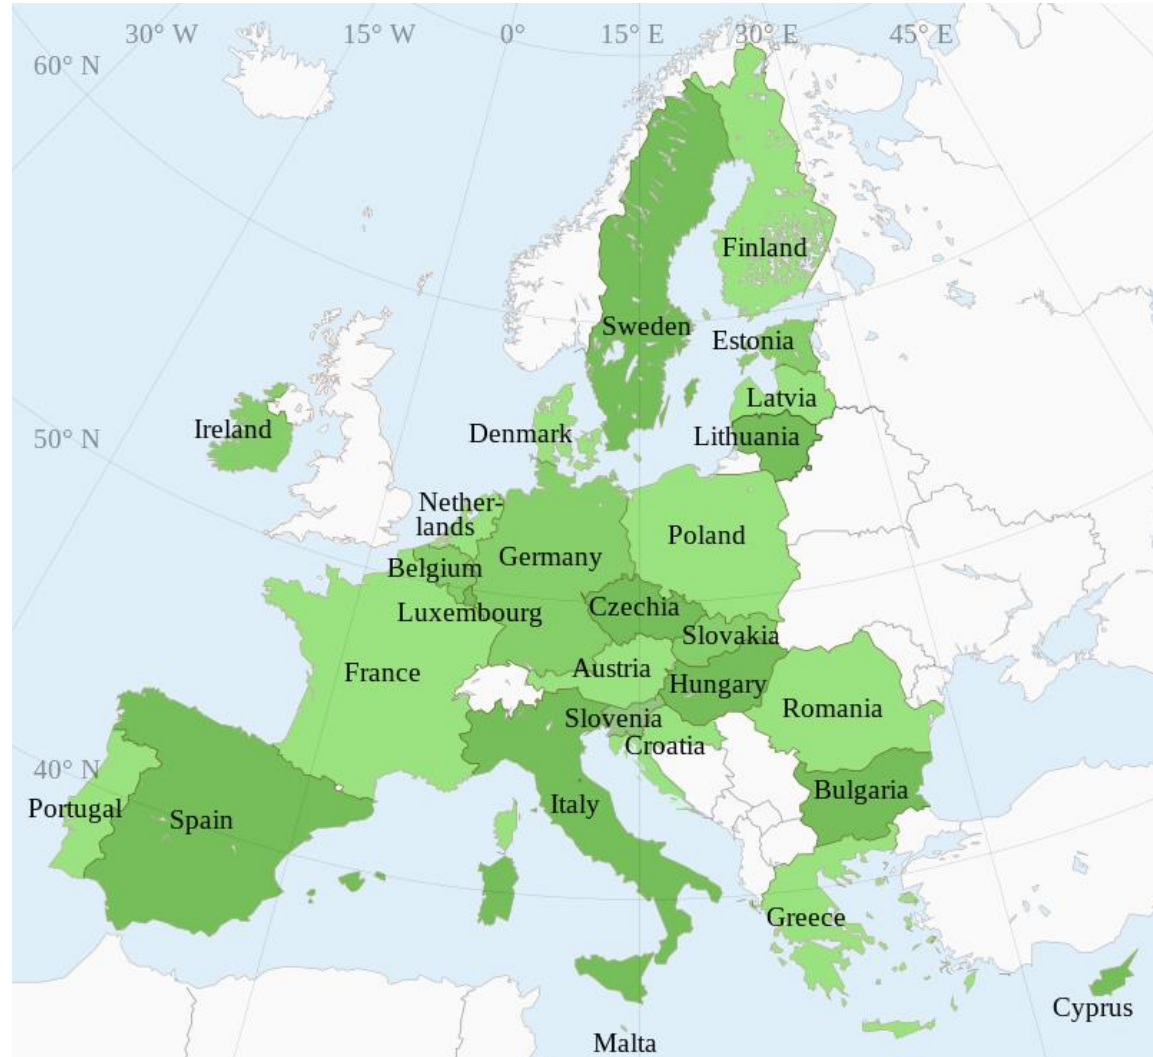 30° W
15° W
0°
15° E
30° E
45° E
60° N
Finland
Sweden
Estonia
Latvia
Ireland
Denmark
Lithuania
50° N
Nether-
lands
Poland
Germany
Belgium
Czechia
Luxembourg
Slovakia
Austria
France
Hungary
Romania
Slovenia
Croatia
40° N
Bulgaria
Italy
Portugal
Spain
Greece
Cyprus
Malta